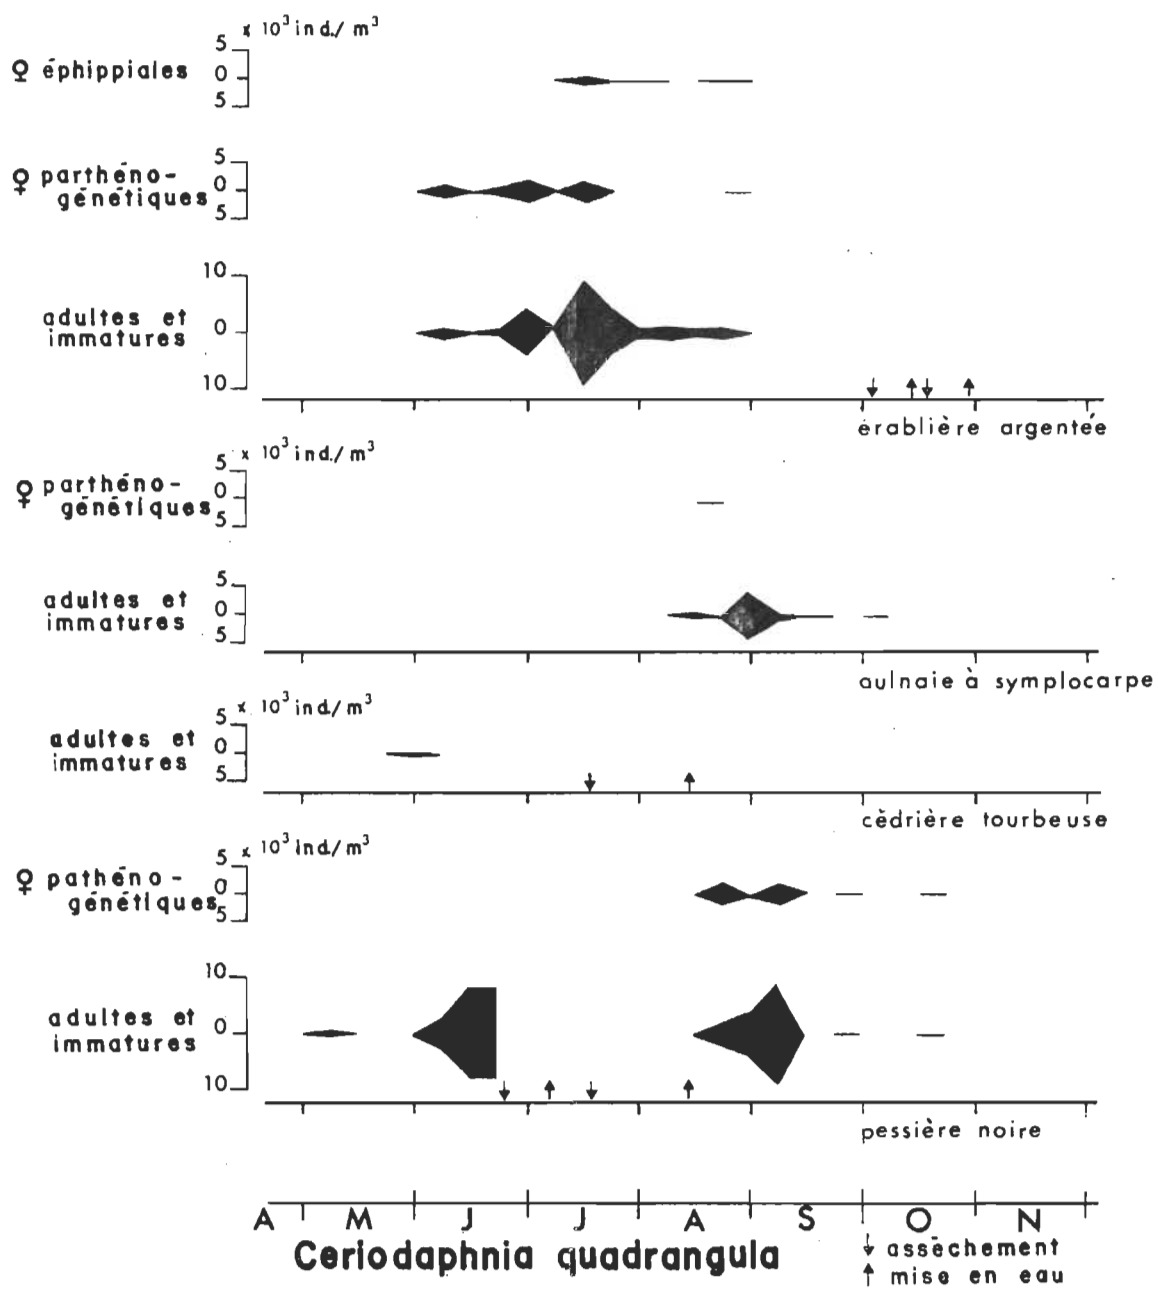 x 10³ ind./ m³
5
♀ éphippiales 0
5
5
♀ parthéno- 0
génétiques
5
10
adultes et 0
immatures
10
↓ ↑ ↓ ↑
érablière argentée
x 10³ ind./ m³
5
♀ parthéno- 0
génétiques
5
5
adultes et 0
immatures
5
aulnaie à symplocarpe
x 10³ ind./ m³
5
adultes et 0
immatures
5
↓ ↑
cèdrière tourbeuse
x 10³ ind./ m³
5
♀ pathéno- 0
génétiques
5
10
adultes et 0
immatures
10
↓ ↑ ↓ ↑
pessière noire
A M J J A S O N
Ceriodaphnia quadrangula
↓ assèchement
↑ mise en eau